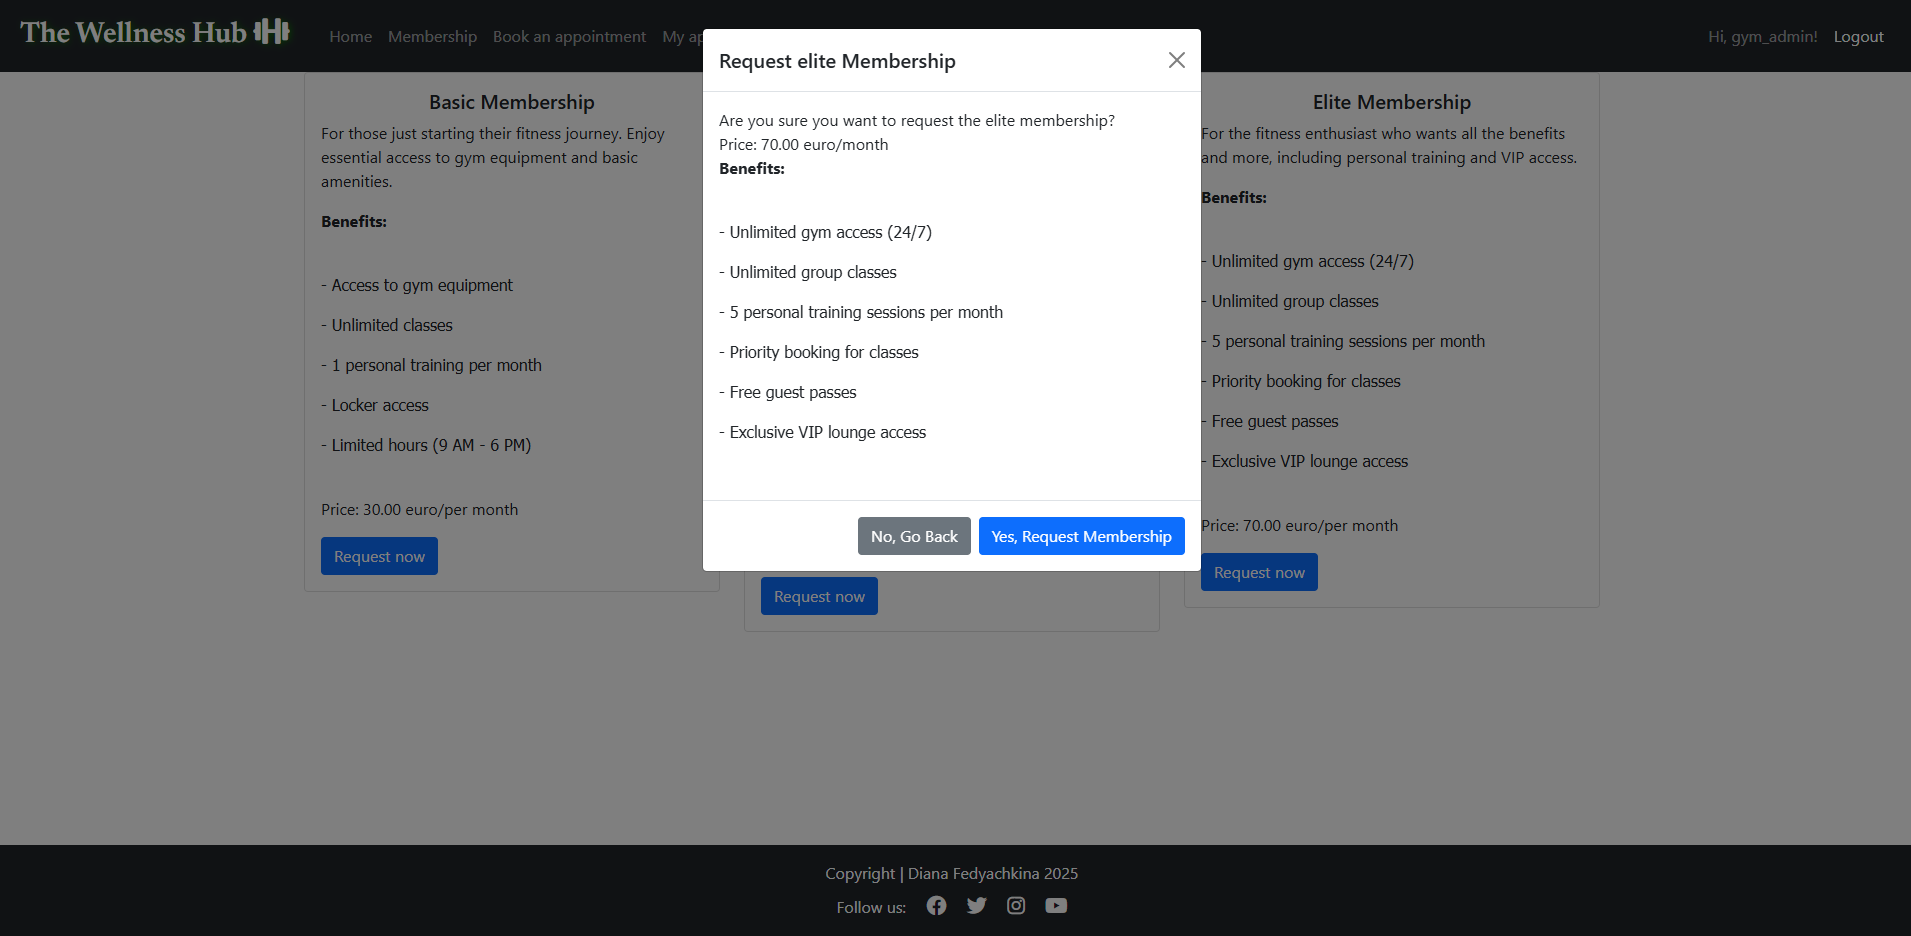 The Wellness Hub
Home Membership Book an appointment My ap
Hi, gym_admin! Logout
Request elite Membership
Are you sure you want to request the elite membership?
Price: 70.00 euro/month
Benefits:
- Unlimited gym access (24/7)
- Unlimited group classes
- 5 personal training sessions per month
- Priority booking for classes
- Free guest passes
- Exclusive VIP lounge access
No, Go Back
Yes, Request Membership
Basic Membership
For those just starting their fitness journey. Enjoy
essential access to gym equipment and basic
amenities.
Benefits:
- Access to gym equipment
- Unlimited classes
- 1 personal training per month
- Locker access
- Limited hours (9 AM - 6 PM)
Price: 30.00 euro/per month
Request now
Request now
Elite Membership
For the fitness enthusiast who wants all the benefits
and more, including personal training and VIP access.
Benefits:
- Unlimited gym access (24/7)
- Unlimited group classes
- 5 personal training sessions per month
- Priority booking for classes
- Free guest passes
- Exclusive VIP lounge access
Price: 70.00 euro/per month
Request now
Copyright | Diana Fedyachkina 2025
Follow us: